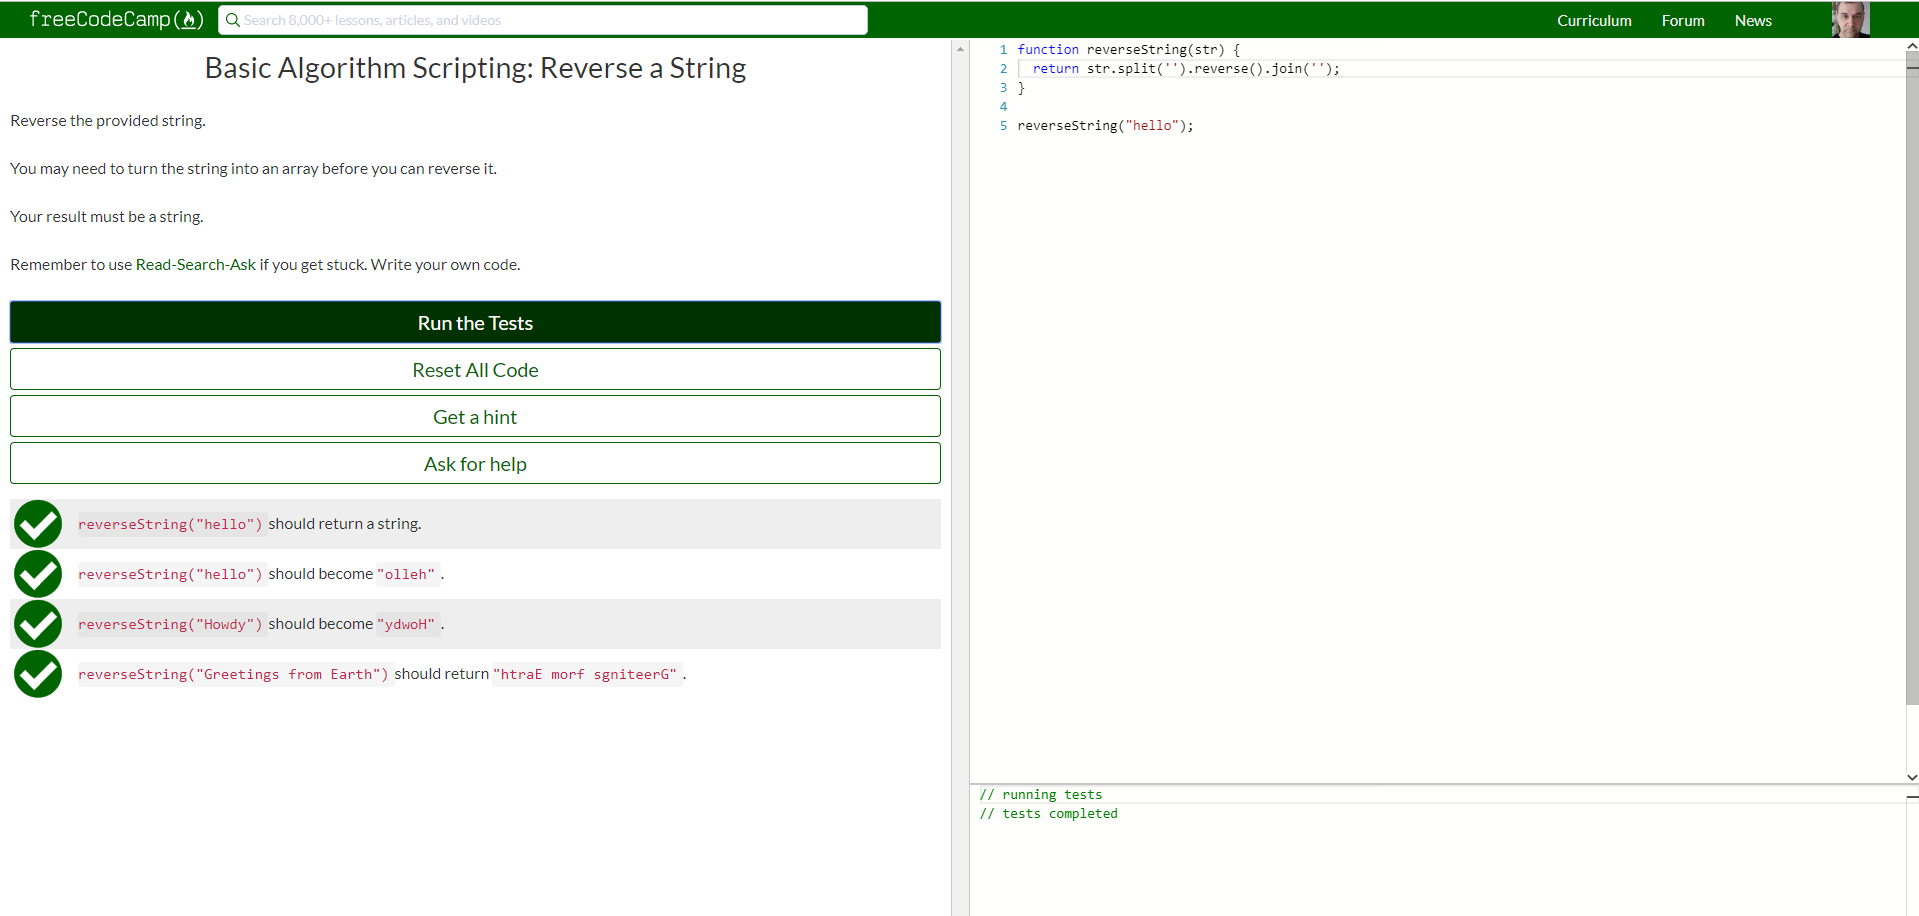 freeCodeCamp
Search 8,000+ lessons, articles, and videos
Curriculum
Forum
News
Basic Algorithm Scripting: Reverse a String
Reverse the provided string.
You may need to turn the string into an array before you can reverse it.
Your result must be a string.
Remember to use Read-Search-Ask if you get stuck. Write your own code.
Run the Tests
Reset All Code
Get a hint
Ask for help
reverseString("hello") should return a string.
reverseString("hello") should become "olleh" .
reverseString("Howdy") should become "ydwoH" .
reverseString("Greetings from Earth") should return "htraE morf sgniteerG" .
1 function reverseString(str) {
2   return str.split('').reverse().join('');
3 }
4
5 reverseString("hello");
// running tests
// tests completed